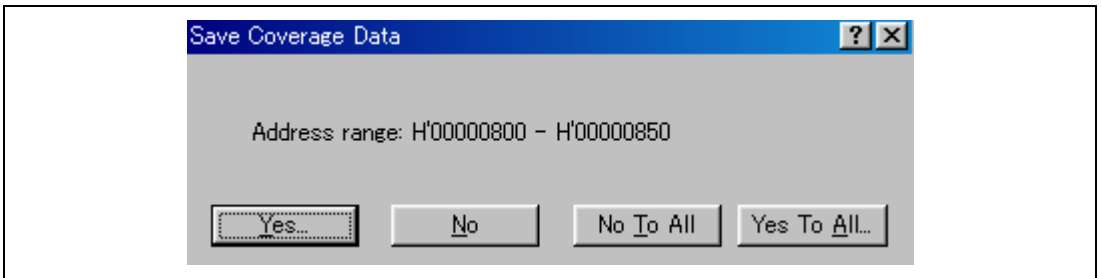 Save Coverage Data
Address range: H'00000800 - H'00000850
Yes... No No To All Yes To All...